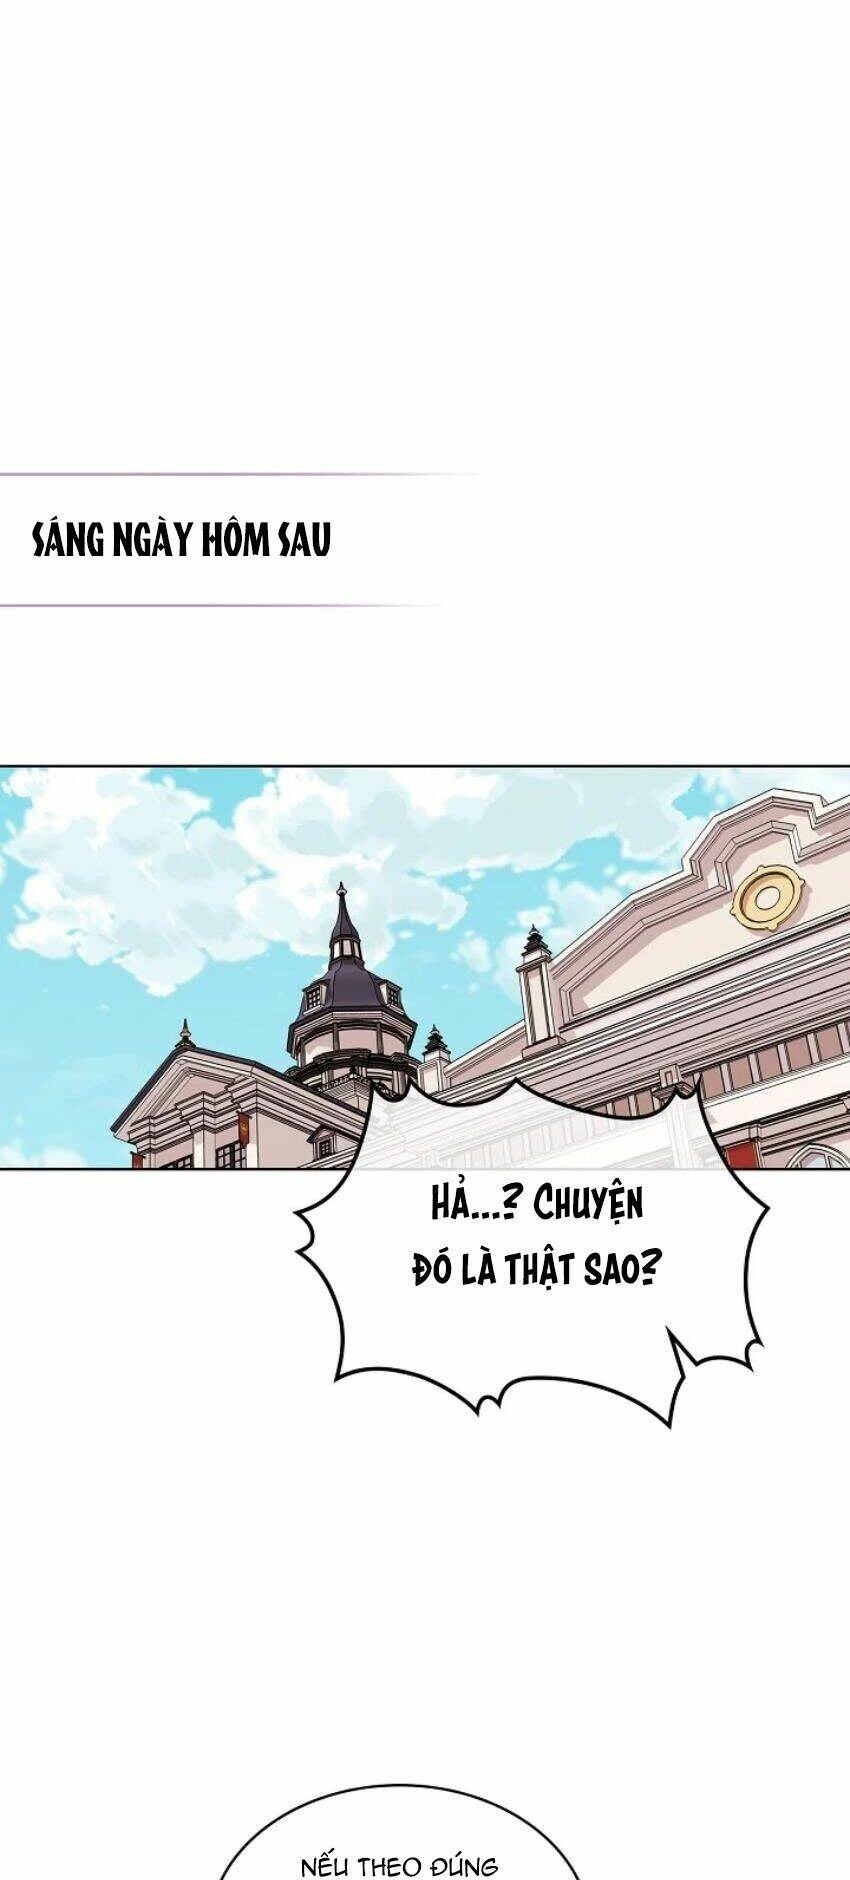 SÁNG NGÀY HÔM SAU
HẢ...? CHUYỆN
ĐÓ LÀ THẬT SAO?
NẾU THEO ĐÚNG